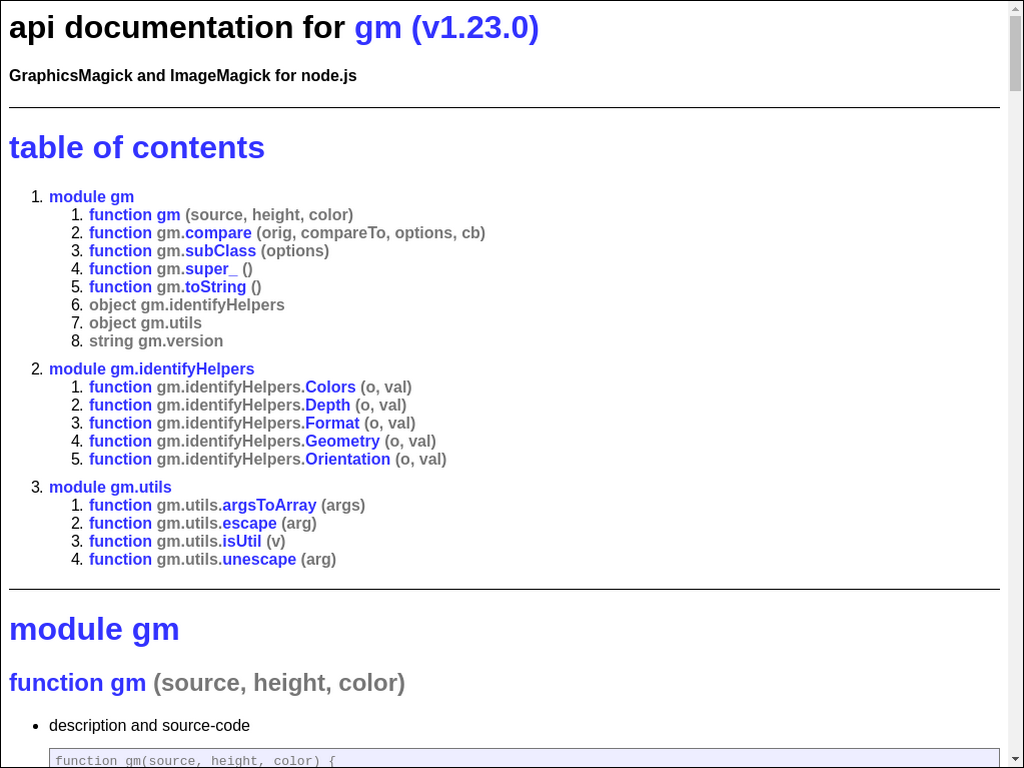 api documentation for gm (v1.23.0)
GraphicsMagick and ImageMagick for node.js
table of contents
1. module gm
1. function gm (source, height, color)
2. function gm.compare (orig, compareTo, options, cb)
3. function gm.subClass (options)
4. function gm.super_ ()
5. function gm.toString ()
6. object gm.identifyHelpers
7. object gm.utils
8. string gm.version
2. module gm.identifyHelpers
1. function gm.identifyHelpers.Colors (o, val)
2. function gm.identifyHelpers.Depth (o, val)
3. function gm.identifyHelpers.Format (o, val)
4. function gm.identifyHelpers.Geometry (o, val)
5. function gm.identifyHelpers.Orientation (o, val)
3. module gm.utils
1. function gm.utils.argsToArray (args)
2. function gm.utils.escape (arg)
3. function gm.utils.isUtil (v)
4. function gm.utils.unescape (arg)
module gm
function gm (source, height, color)
• description and source-code
function gm(source, height, color) {